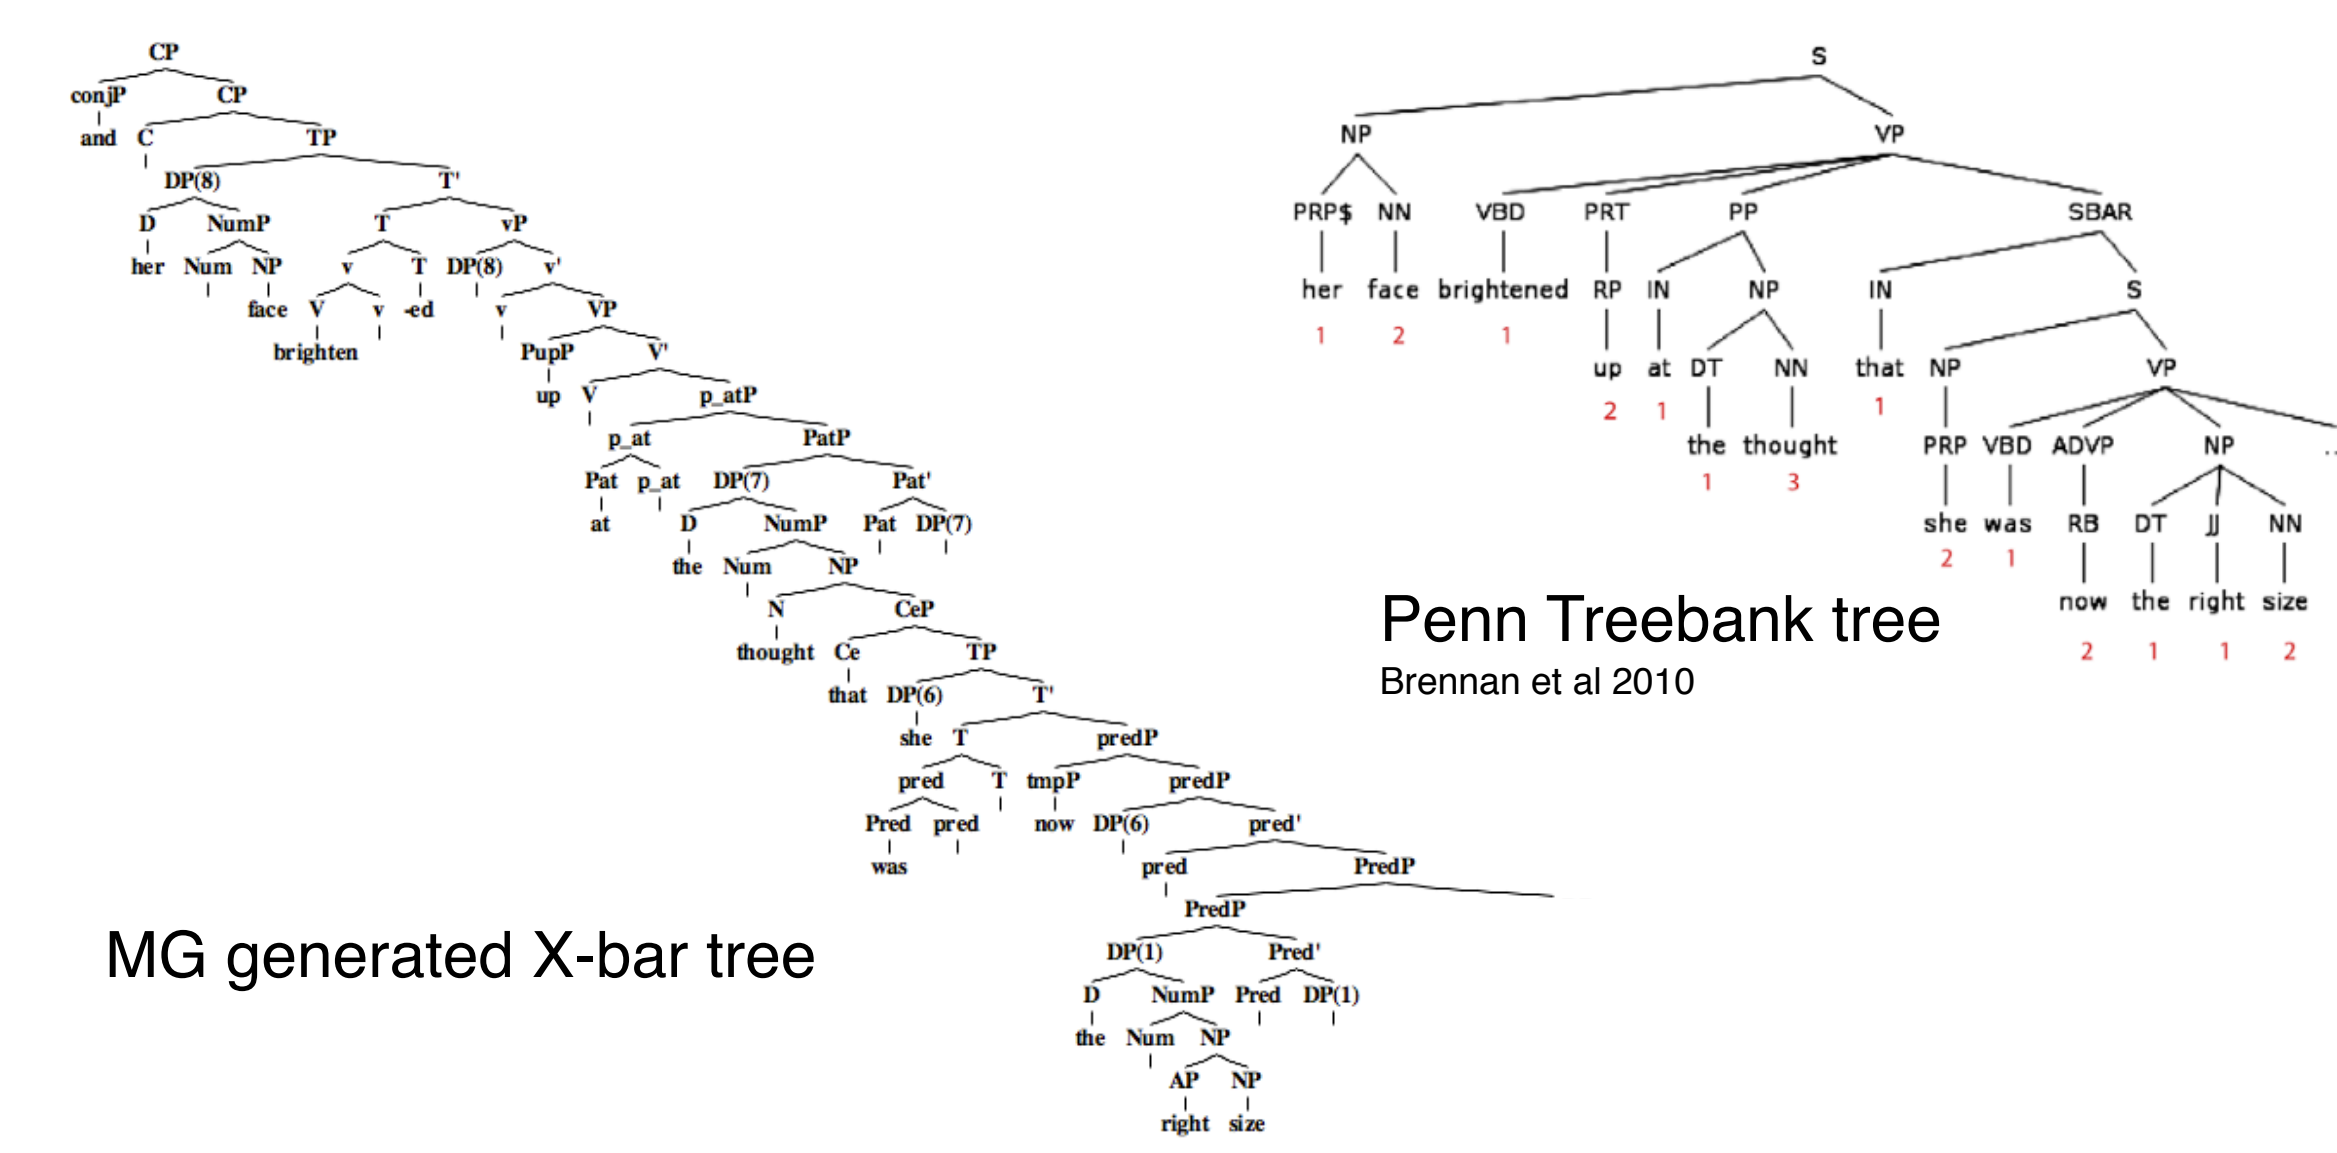 CP
conjP CP
and C TP
DP(8) T'
D NumP T vP
her Num NP v T DP(8) v'
face V v -ed v VP
brighten PupP V'
up V p_atP
p_at PatP
Pat p_at DP(7) Pat'
at D NumP Pat DP(7)
the Num NP
N CeP
thought Ce TP
that DP(6) T'
she T predP
pred T tmpP predP
Pred pred now DP(6) pred'
was pred PredP
PredP
DP(1) Pred'
D NumP Pred DP(1)
the Num NP
AP NP
right size
MG generated X-bar tree
S
NP VP
PRP$ NN VBD PRT PP SBAR
her face brightened RP IN NP IN S
1 2 1
up at DT NN that NP VP
2 1 1
the thought PRP VBD ADVP NP ..
1 3
she was RB DT JJ NN
2 1
now the right size
2 1 1 2
Penn Treebank tree
Brennan et al 2010